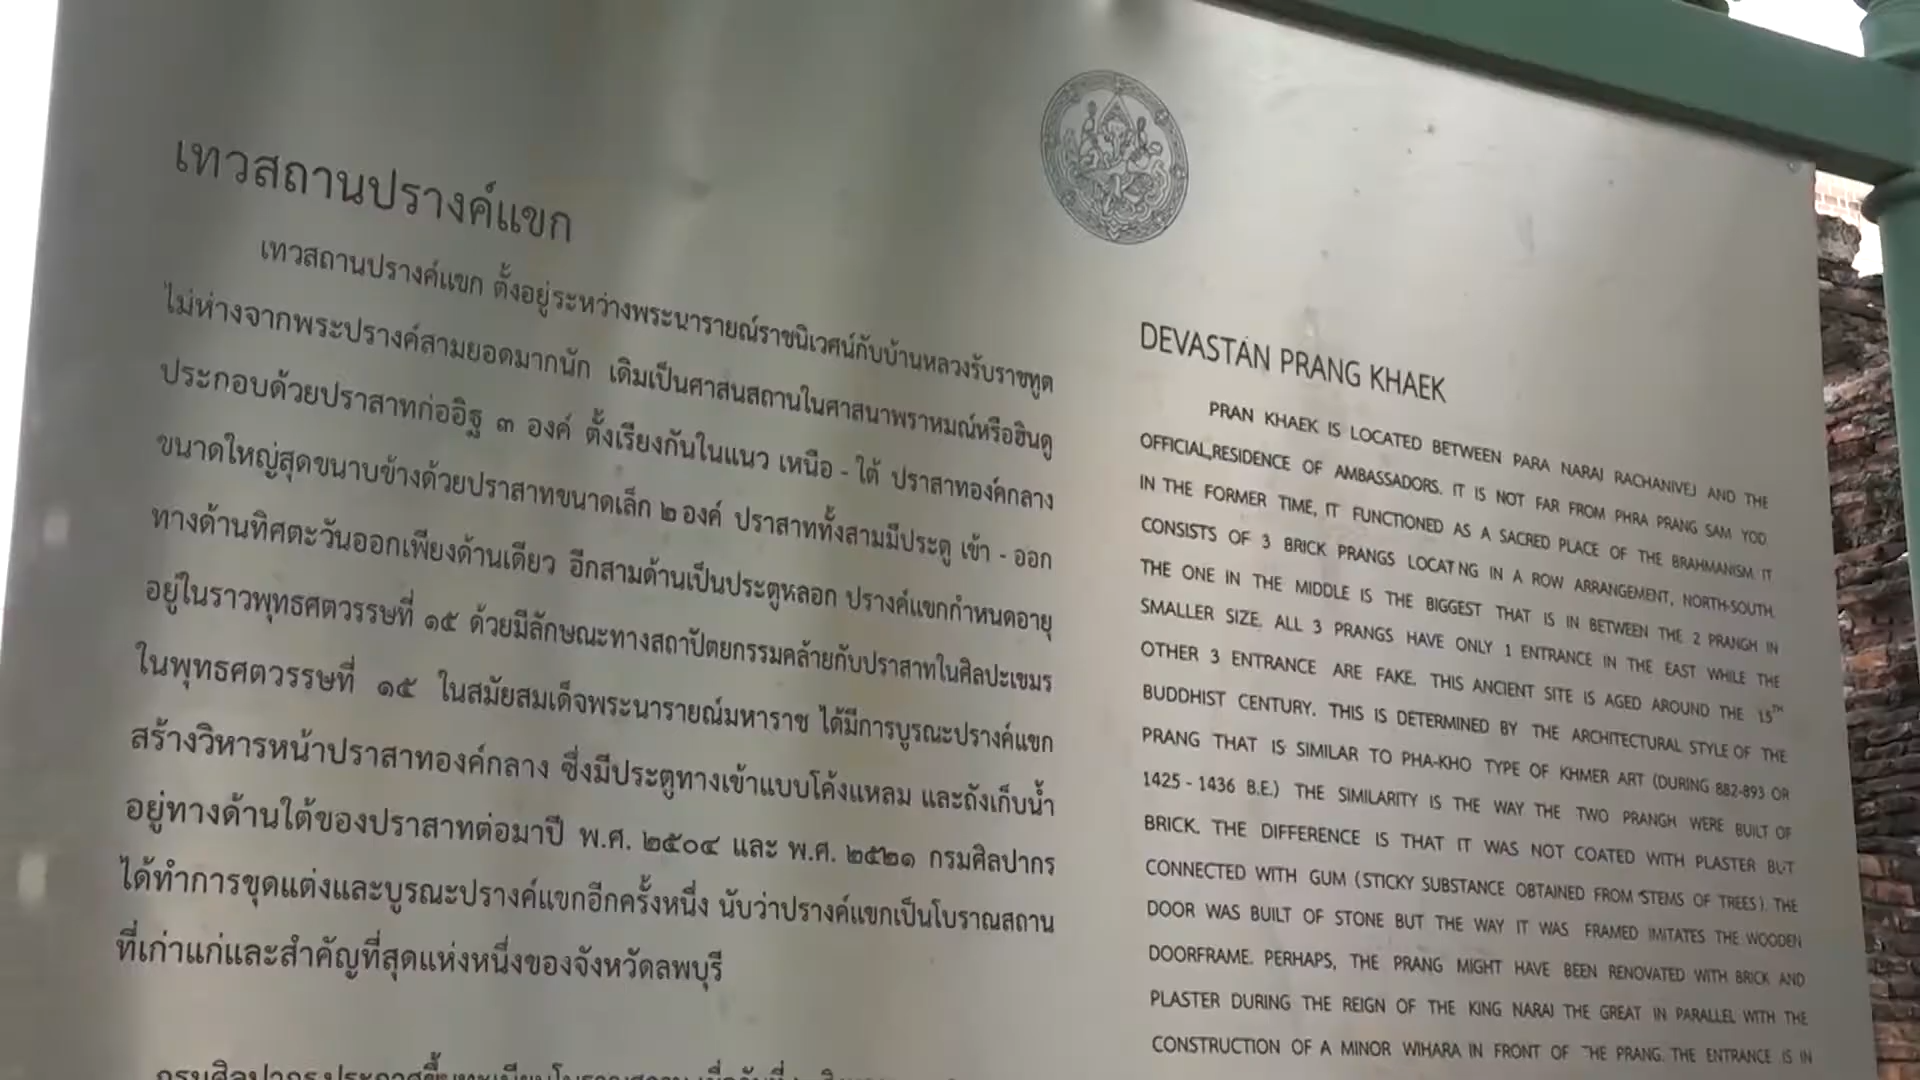 เทวสถานปรางค์แขก
เทวสถานปรางค์แขก ตั้งอยู่ระหว่างพระนารายณ์ราชนิเวศน์กับบ้านหลวงรับราชทูต
ไม่ห่างจากพระปรางค์สามยอดมากนัก เดิมเป็นศาสนสถานในศาสนาพราหมณ์หรือฮินดู
ประกอบด้วยปราสาทก่ออิฐ ๓ องค์ ตั้งเรียงกันในแนว เหนือ - ใต้ ปราสาทองค์กลาง
ขนาดใหญ่สุดขนาบข้างด้วยปราสาทขนาดเล็ก ๒ องค์ ปราสาททั้งสามมีประตู เข้า - ออก
ทางด้านทิศตะวันออกเพียงด้านเดียว อีกสามด้านเป็นประตูหลอก ปรางค์แขกกำหนดอายุ
อยู่ในราวพุทธศตวรรษที่ ๑๕ ด้วยมีลักษณะทางสถาปัตยกรรมคล้ายกับปราสาทในศิลปะเขมร
ในพุทธศตวรรษที่ ๑๕ ในสมัยสมเด็จพระนารายณ์มหาราช ได้มีการบูรณะปรางค์แขก
สร้างวิหารหน้าปราสาทองค์กลาง ซึ่งมีประตูทางเข้าแบบโค้งแหลม และถังเก็บน้ำ
อยู่ทางด้านใต้ของปราสาทต่อมาปี พ.ศ. ๒๕๐๔ และ พ.ศ. ๒๕๒๑ กรมศิลปากร
ได้ทำการขุดแต่งและบูรณะปรางค์แขกอีกครั้งหนึ่ง นับว่าปรางค์แขกเป็นโบราณสถาน
ที่เก่าแก่และสำคัญที่สุดแห่งหนึ่งของจังหวัดลพบุรี
กรมศิลปากรประกาศขึ้นทะเบียนโบราณสถาน
DEVASTAN PRANG KHAEK
PRAN KHAEK IS LOCATED BETWEEN PARA NARAI RACHANIVEJ AND THE
OFFICIAL,RESIDENCE OF AMBASSADORS. IT IS NOT FAR FROM PHRA PRANG SAM YOD.
IN THE FORMER TIME, IT FUNCTIONED AS A SACRED PLACE OF THE BRAHMANISM IT
CONSISTS OF 3 BRICK PRANGS LOCATNG IN A ROW ARRANGEMENT, NORTH-SOUTH.
THE ONE IN THE MIDDLE IS THE BIGGEST THAT IS IN BETWEEN THE 2 PRANGH IN
SMALLER SIZE. ALL 3 PRANGS HAVE ONLY 1 ENTRANCE IN THE EAST WHILE THE
OTHER 3 ENTRANCE ARE FAKE. THIS ANCIENT SITE IS AGED AROUND THE 15TH
BUDDHIST CENTURY. THIS IS DETERMINED BY THE ARCHITECTURAL STYLE OF THE
PRANG THAT IS SIMILAR TO PHA-KHO TYPE OF KHMER ART (DURING 882-893 OR
1425 - 1436 B.E.) THE SIMILARITY IS THE WAY THE TWO PRANGH WERE BUILT OF
BRICK. THE DIFFERENCE IS THAT IT WAS NOT COATED WITH PLASTER BUT
CONNECTED WITH GUM (STICKY SUBSTANCE OBTAINED FROM STEMS OF TREES). THE
DOOR WAS BUILT OF STONE BUT THE WAY IT WAS FRAMED IMITATES THE WOODEN
DOORFRAME. PERHAPS, THE PRANG MIGHT HAVE BEEN RENOVATED WITH BRICK AND
PLASTER DURING THE REIGN OF THE KING NARAI THE GREAT IN PARALLEL WITH THE
CONSTRUCTION OF A MINOR WIHARA IN FRONT OF THE PRANG. THE ENTRANCE IS IN